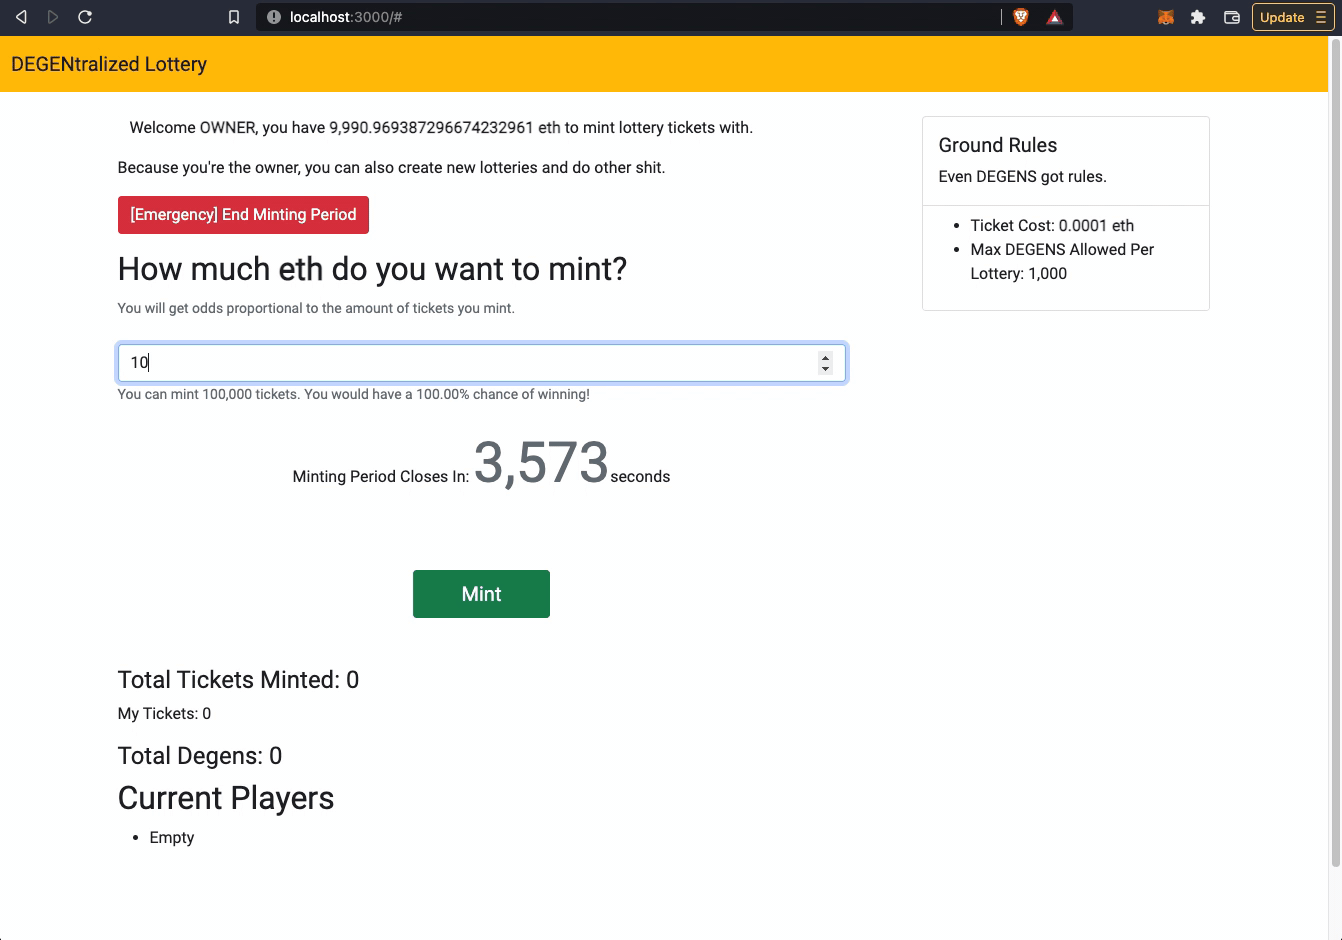 localhost:3000/#
Update
DEGENtralized Lottery
Welcome OWNER, you have 9,990.969387296674232961 eth to mint lottery tickets with.
Because you're the owner, you can also create new lotteries and do other shit.
[Emergency] End Minting Period
How much eth do you want to mint?
You will get odds proportional to the amount of tickets you mint.
10
You can mint 100,000 tickets. You would have a 100.00% chance of winning!
Minting Period Closes In: 3,573 seconds
Mint
Total Tickets Minted: 0
My Tickets: 0
Total Degens: 0
Current Players
• Empty
Ground Rules
Even DEGENS got rules.
• Ticket Cost: 0.0001 eth
• Max DEGENS Allowed Per
Lottery: 1,000